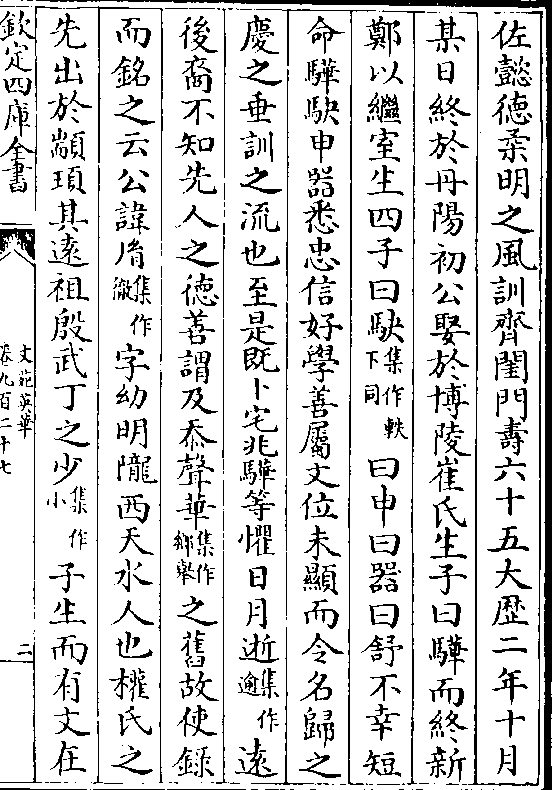 佐懿德柔明之風訓齊閨門壽六十五大歴二年十月
某日終於丹陽初公娶於博陵崔氏生子曰驊而終新
鄭以繼室生四子曰駃集作軼下同曰申曰器曰舒不幸短
命驊駃申器悉忠信好學善屬文位未顯而令名歸之
慶之垂訓之流也至是既卜宅兆驊等懼日月逝集作逾遠
後裔不知先人之德善謂及忝聲華集作鄉舉之舊故使錄
而銘之云公諱㣧集作徹字幼明隴西天水人也權氏之
先出於顓頊其遠祖殷武丁之少集作小子生而有文在
欽定四庫全書
文苑英華
卷九百二十七
二